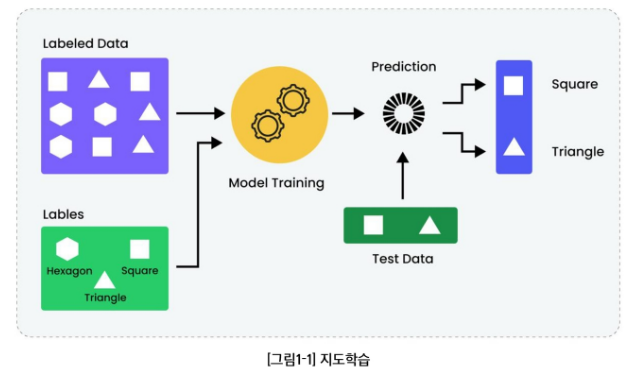 Labeled Data
Prediction
Square
Triangle
Model Training
Lables
Hexagon
Square
Triangle
Test Data
[그림1-1] 지도학습